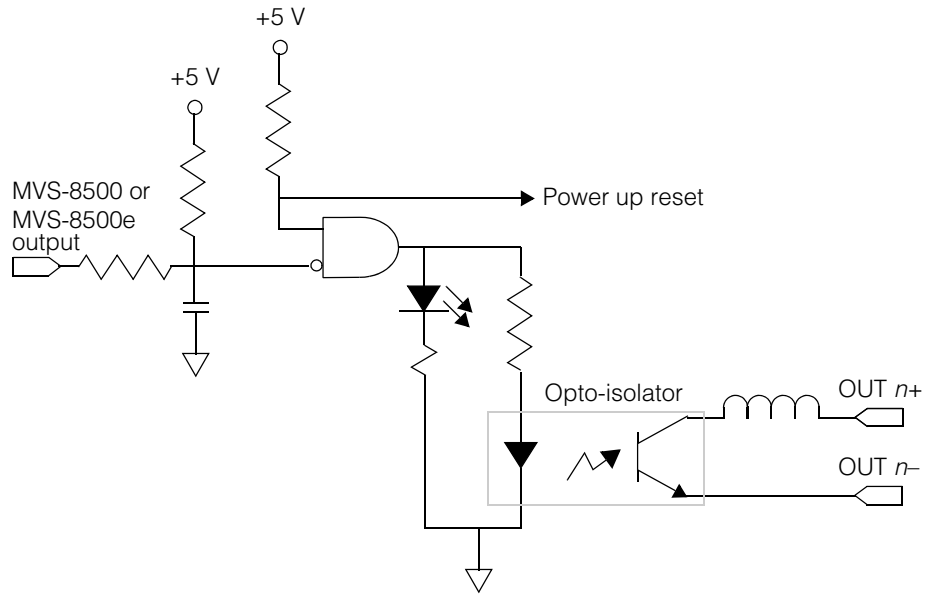 +5 V
+5 V
MVS-8500 or
MVS-8500e
output
Power up reset
Opto-isolator
OUT n+
OUT n–